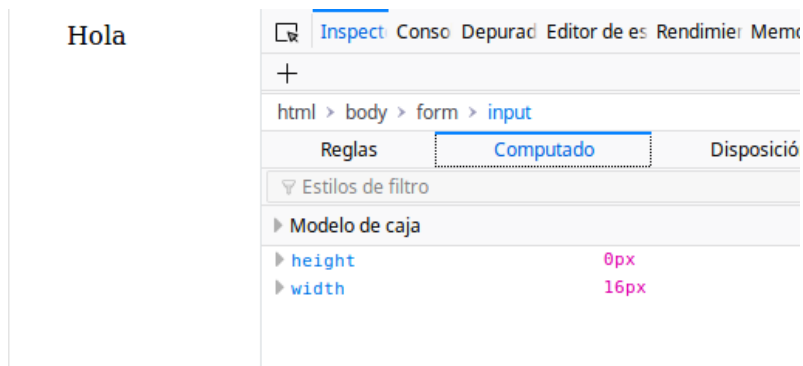 Hola
Inspect Conso Depurad Editor de es Rendimier Memo
html > body > form > input
Reglas Computado Disposició
Estilos de filtro
Modelo de caja
height 0px
width 16px